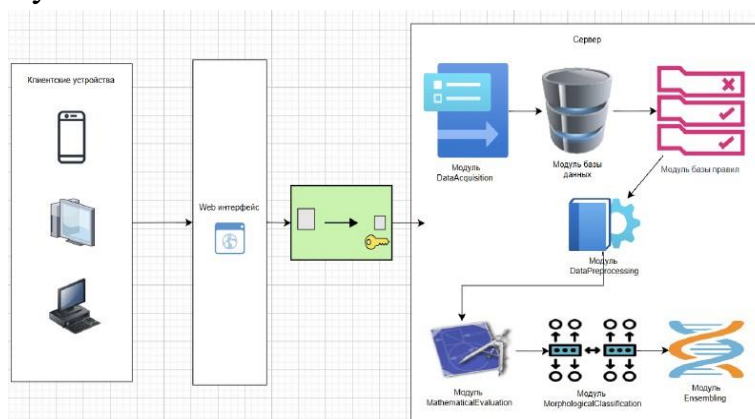 Сервер
Клиентские устройства
Модуль
DataAcquisition
Модуль базы
данных
Модуль базы правил
Web интерфейс
Модуль
DataPreprocessing
Модуль
MathematicalEvaluation
Модуль
MorphologicalClassification
Модуль
Ensembling